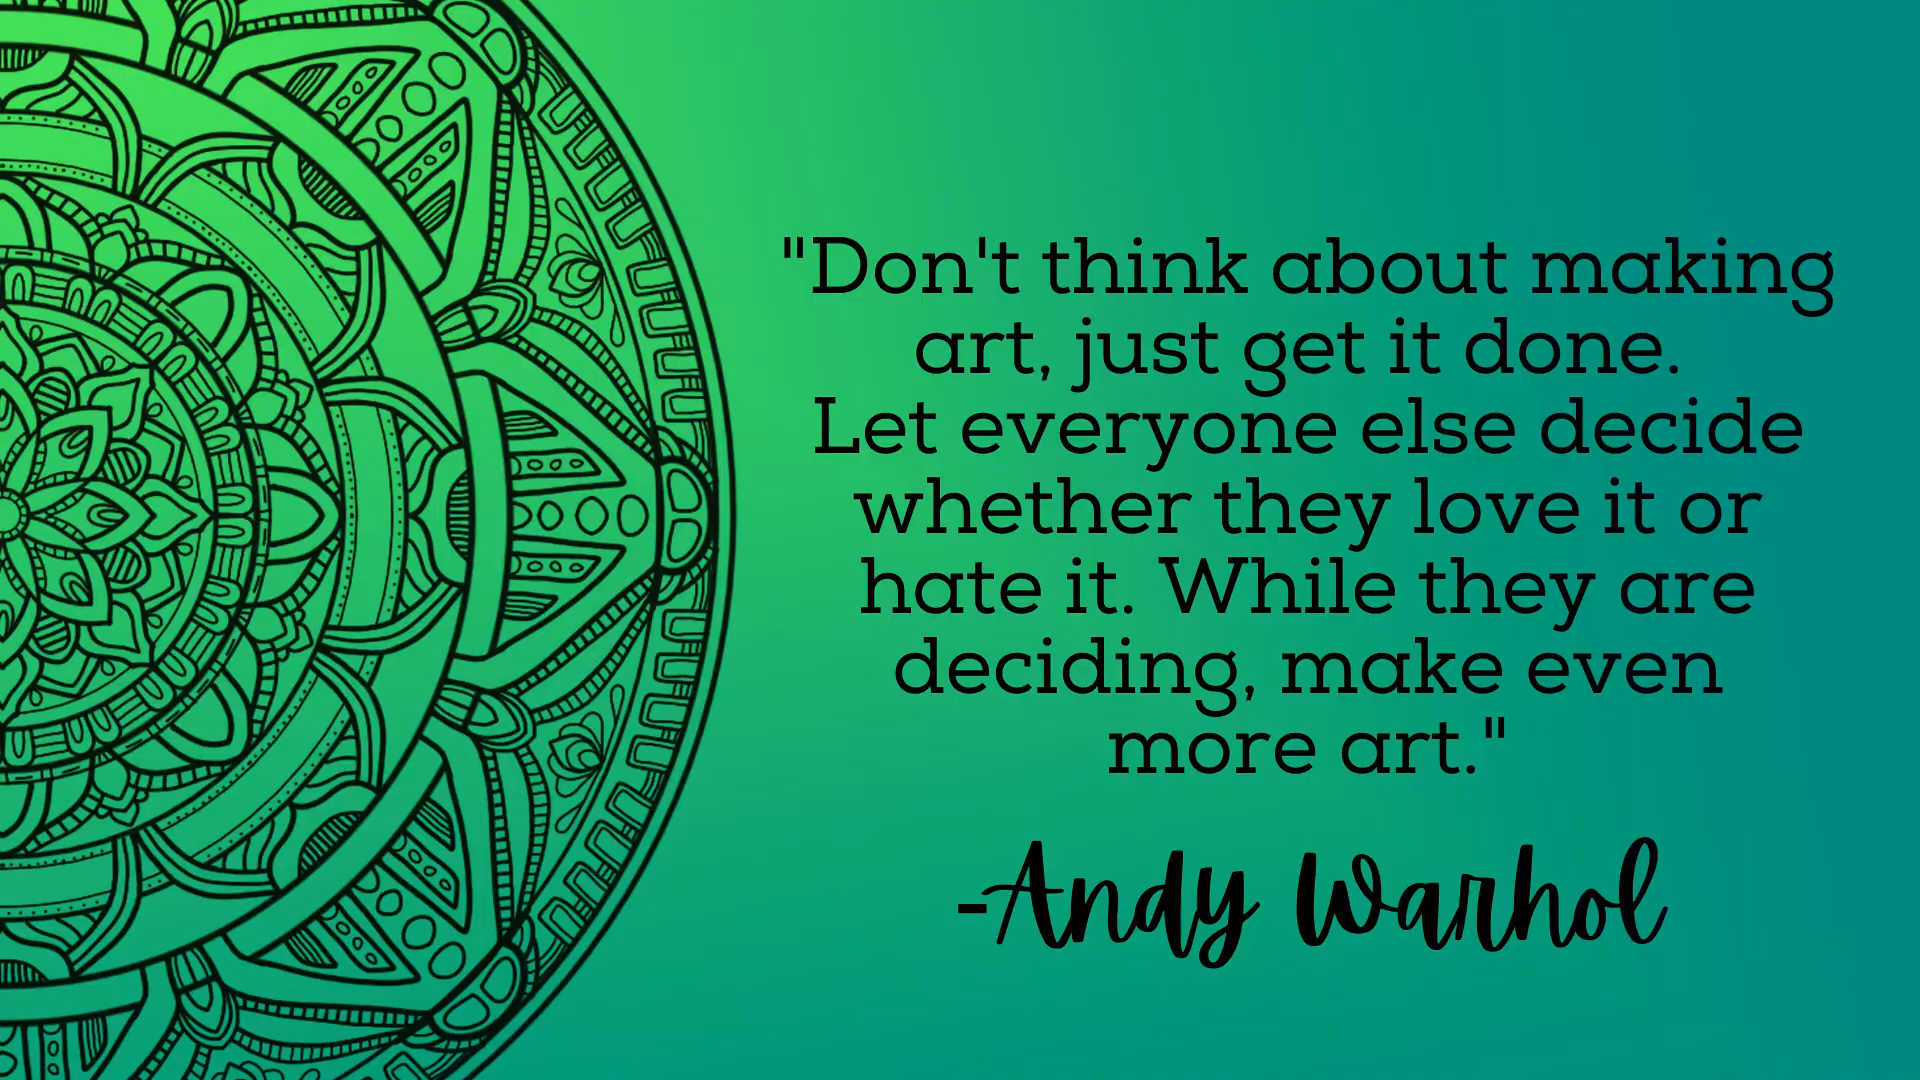 "Don't think about making
art, just get it done.
Let everyone else decide
whether they love it or
hate it. While they are
deciding, make even
more art."
-Andy Warhol